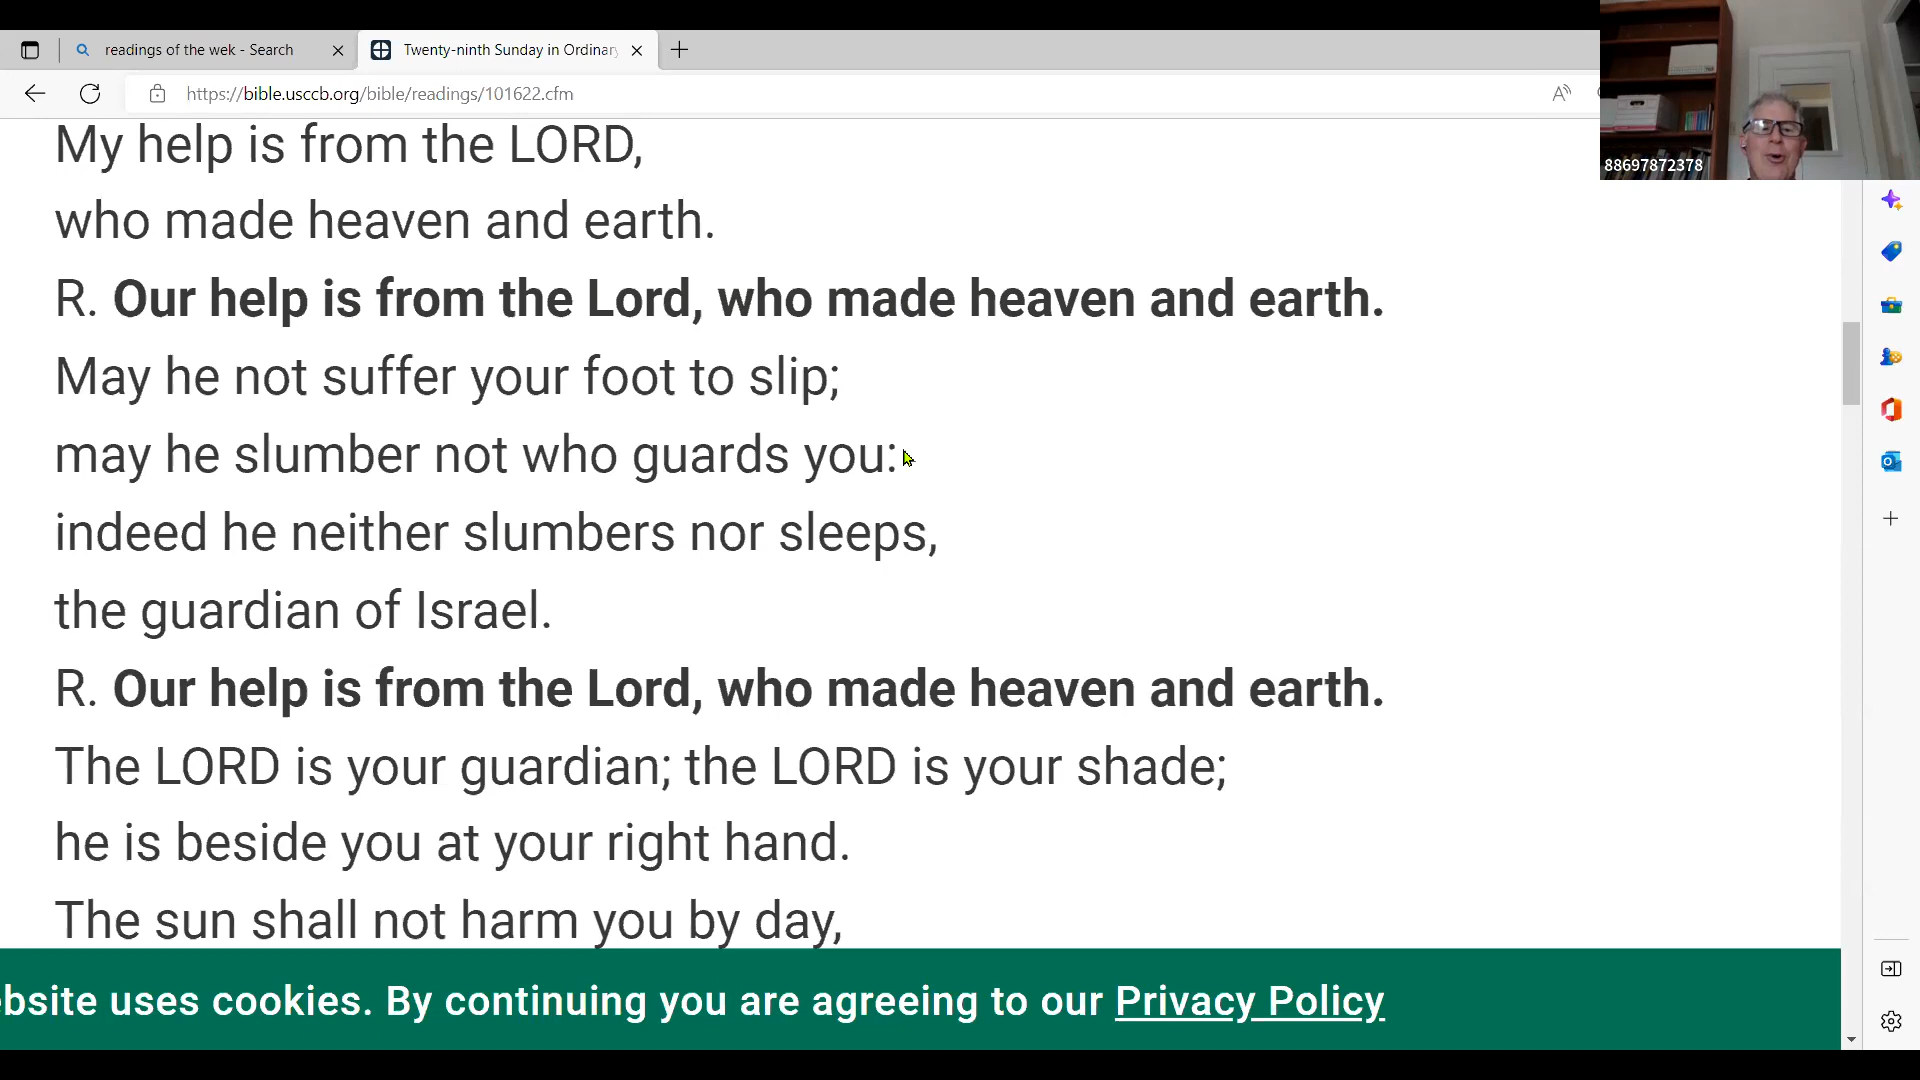 readings of the wek - Search
Twenty-ninth Sunday in Ordinar
https://bible.usccb.org/bible/readings/101622.cfm
88697872378
My help is from the LORD,
who made heaven and earth.
R. Our help is from the Lord, who made heaven and earth.
May he not suffer your foot to slip;
may he slumber not who guards you:
indeed he neither slumbers nor sleeps,
the guardian of Israel.
R. Our help is from the Lord, who made heaven and earth.
The LORD is your guardian; the LORD is your shade;
he is beside you at your right hand.
The sun shall not harm you by day,
ebsite uses cookies. By continuing you are agreeing to our Privacy Policy